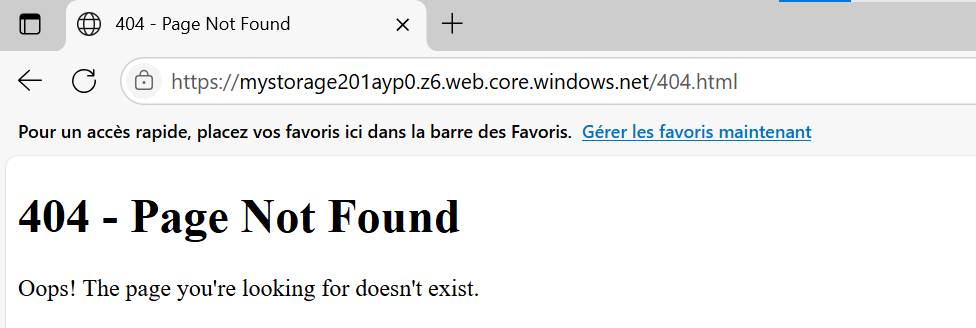 404 - Page Not Found
https://mystorage201ayp0.z6.web.core.windows.net/404.html
Pour un accès rapide, placez vos favoris ici dans la barre des Favoris. Gérer les favoris maintenant
404 - Page Not Found
Oops! The page you're looking for doesn't exist.